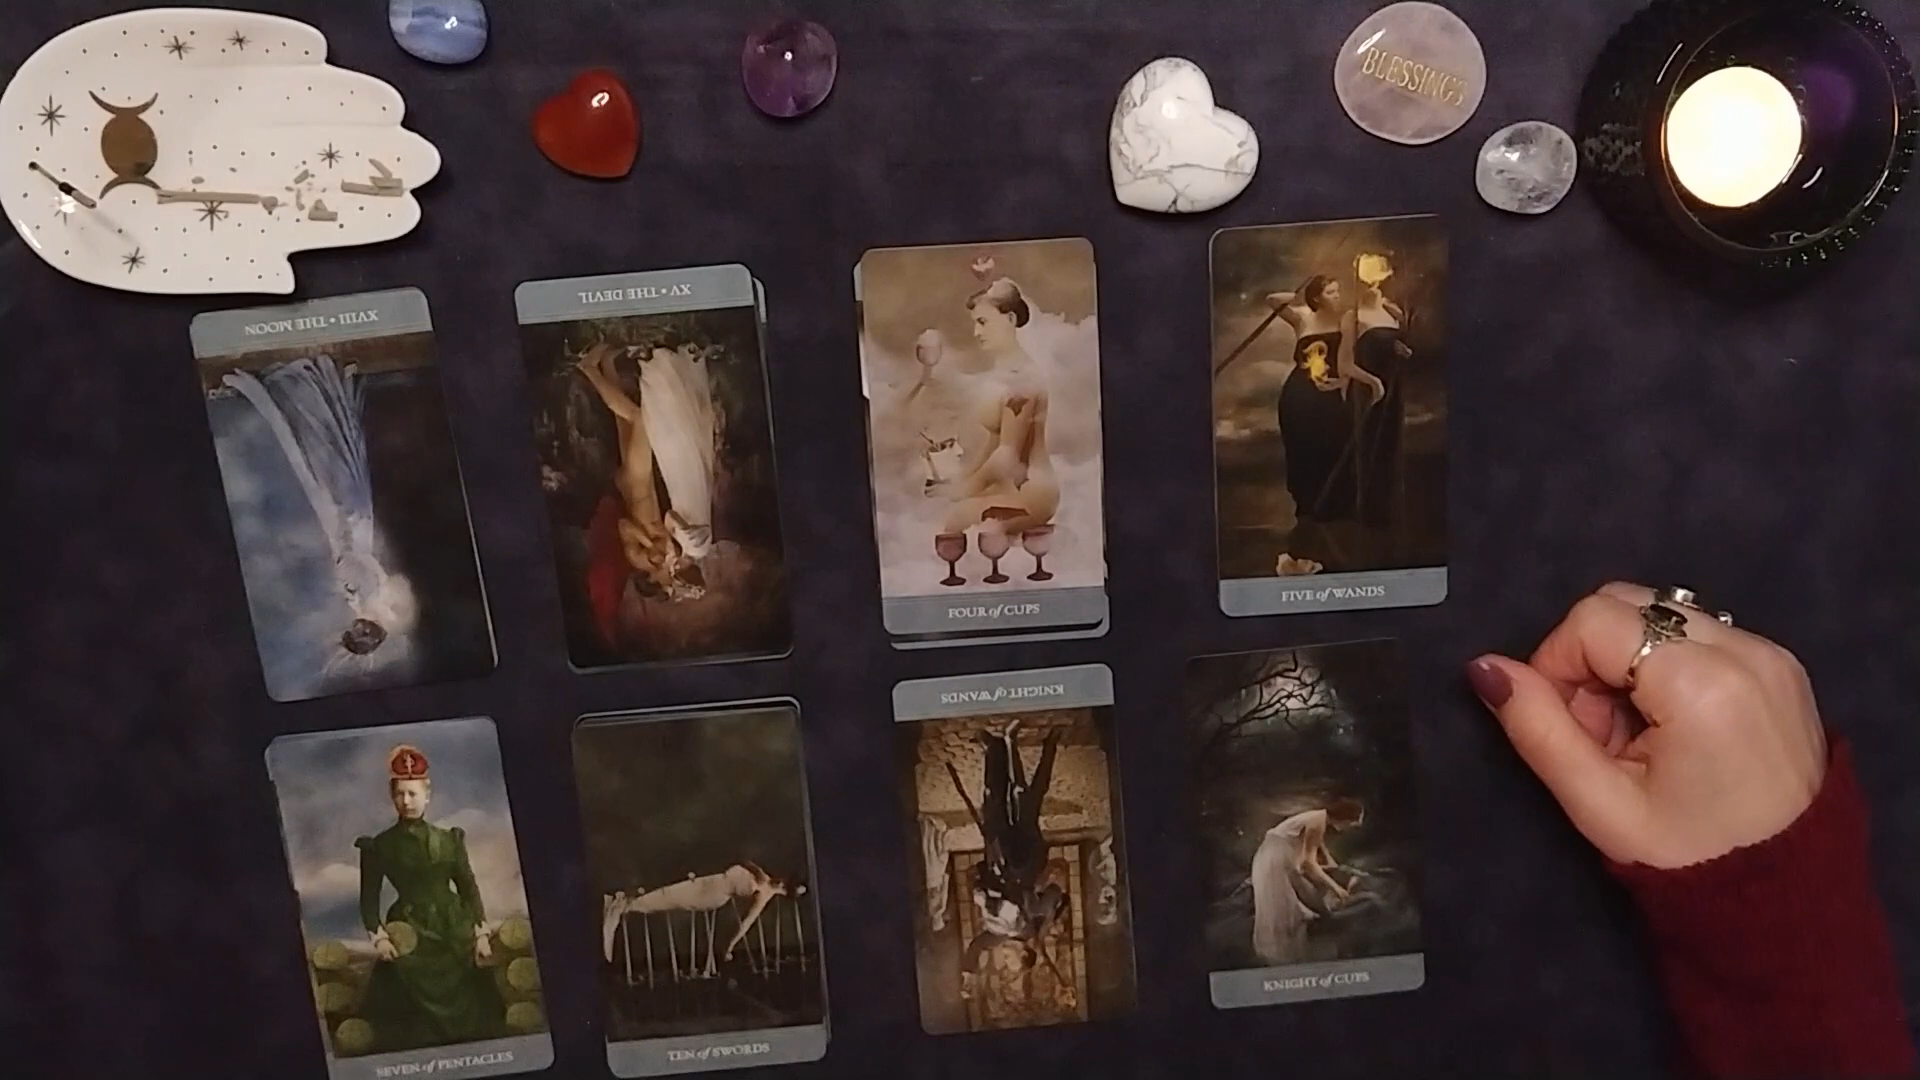 BLESSINGS
XVIII • THE MOON
XV • THE DEVIL
FOUR of CUPS
FIVE of WANDS
SEVEN of PENTACLES
TEN of SWORDS
KNIGHT of WANDS
KNIGHT of CUPS